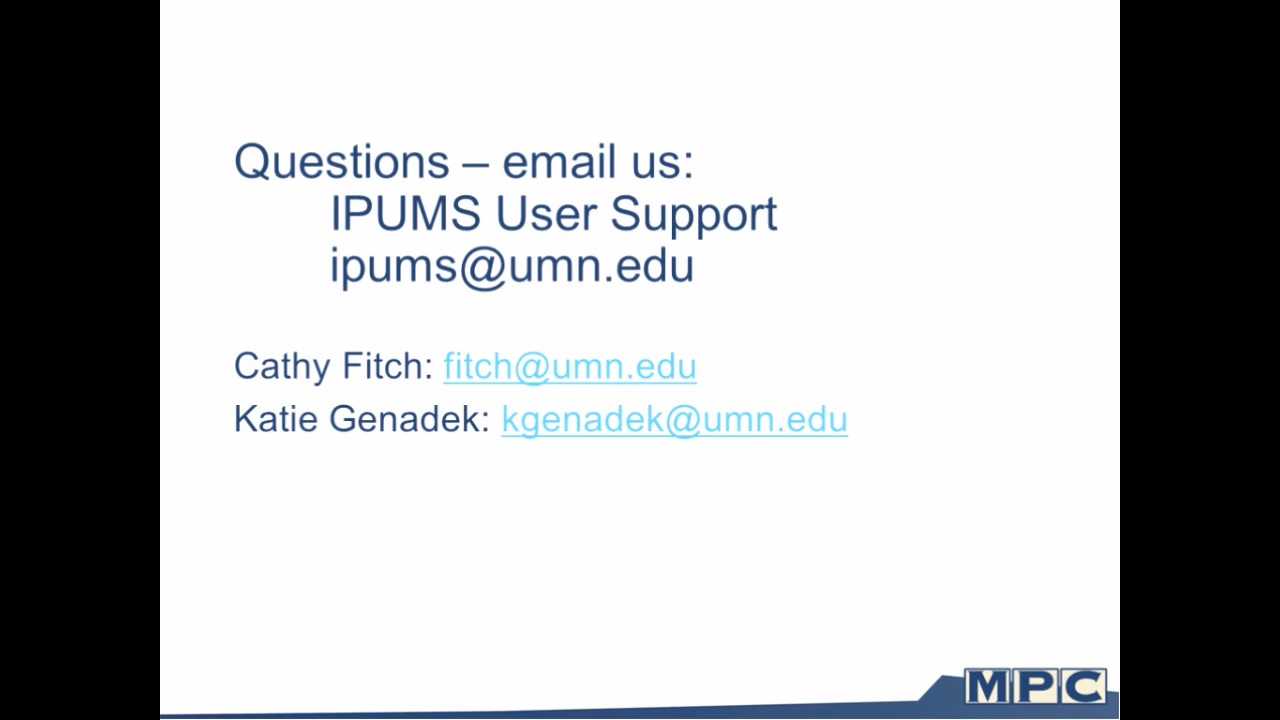 Questions – email us:
IPUMS User Support
ipums@umn.edu
Cathy Fitch: fitch@umn.edu
Katie Genadek: kgenadek@umn.edu
MPC